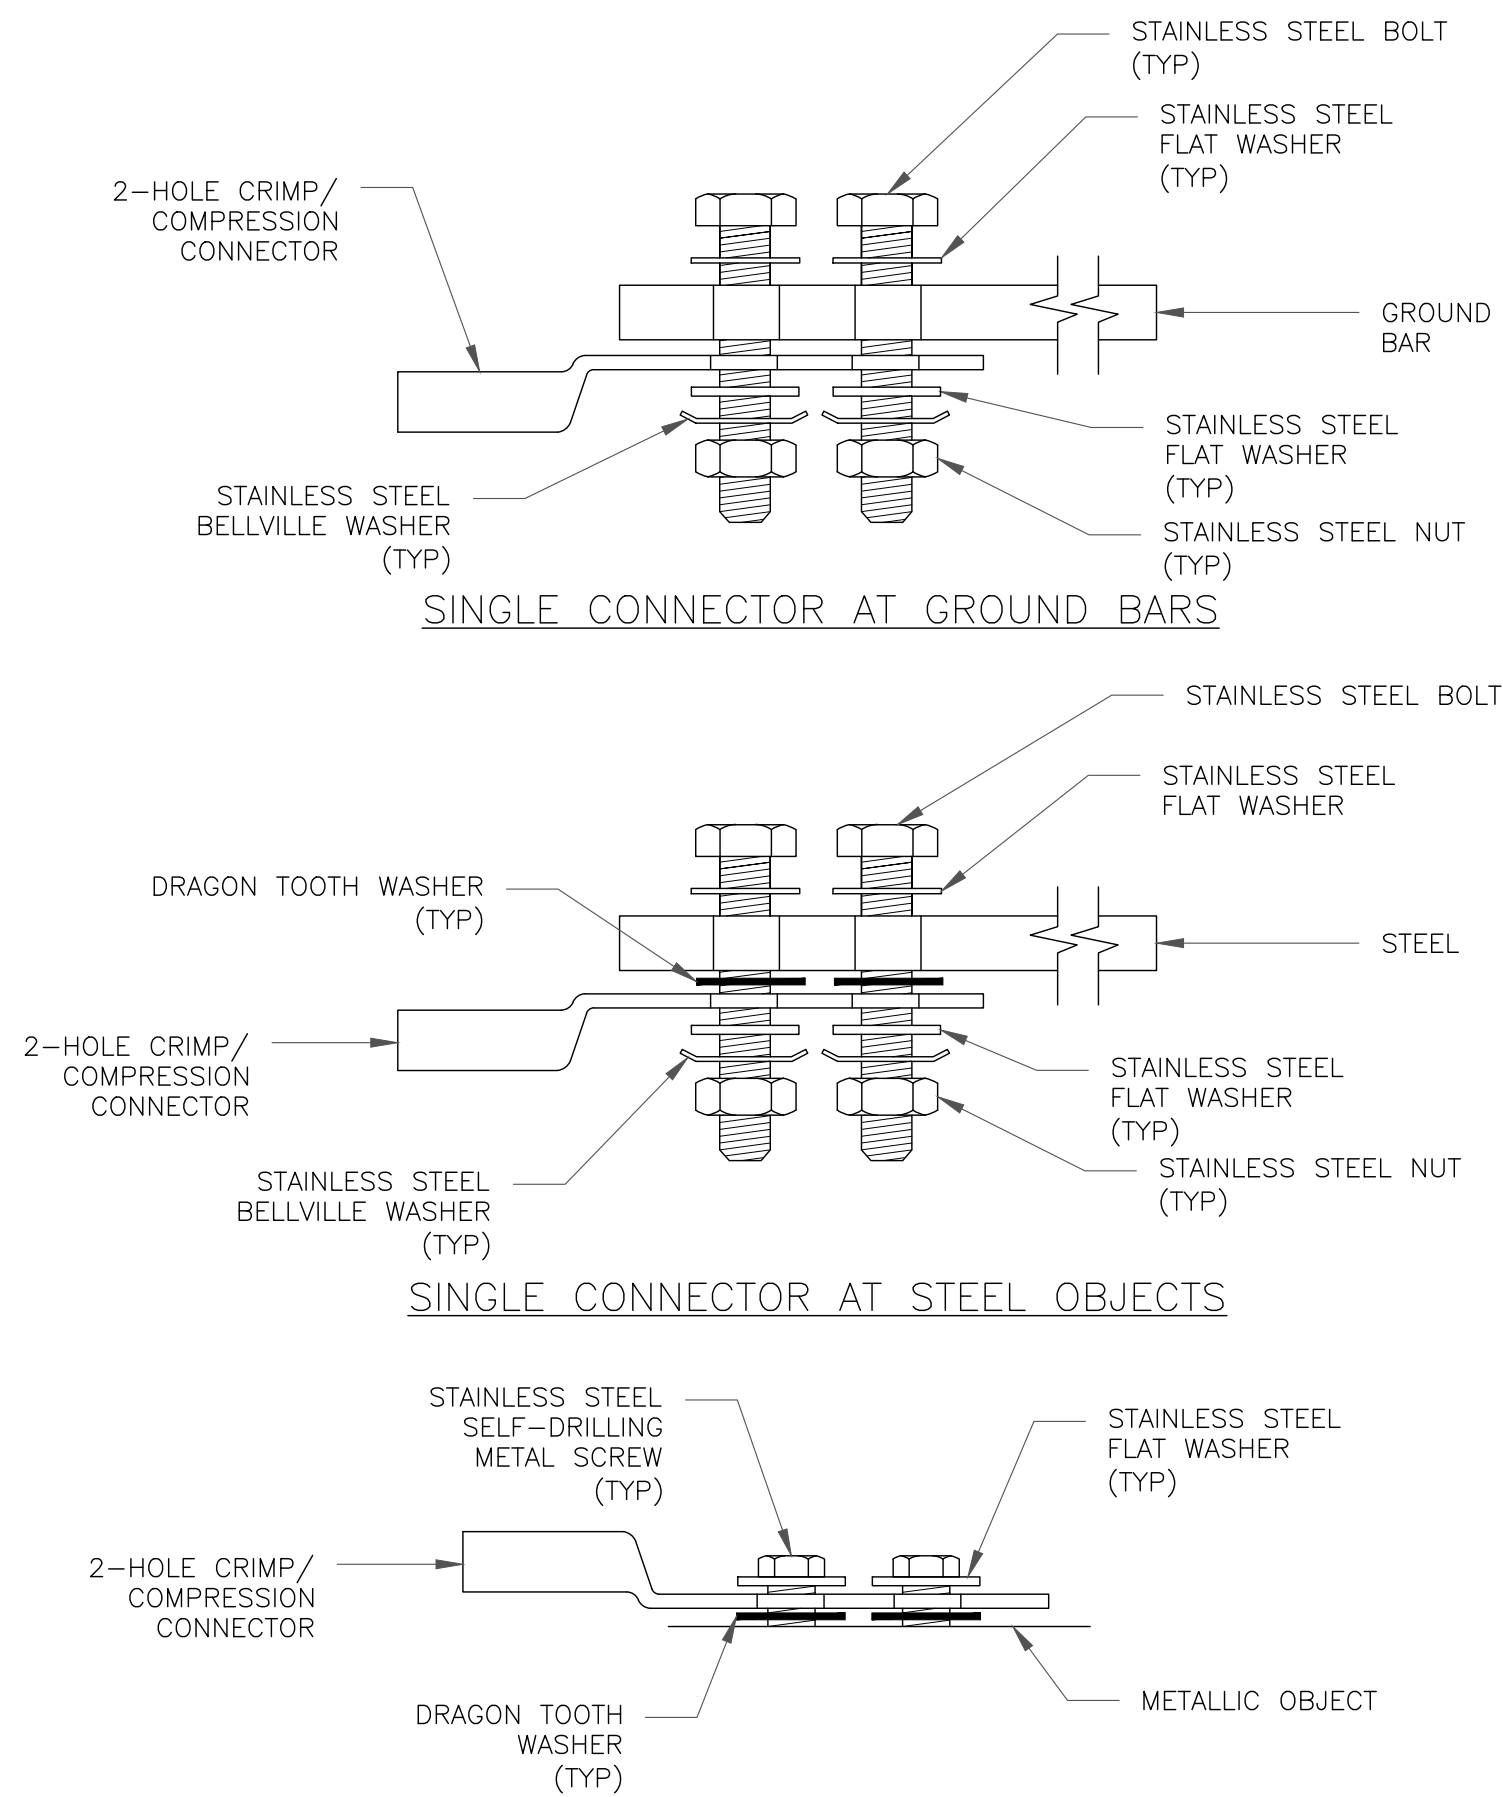 STAINLESS STEEL BOLT
(TYP)
STAINLESS STEEL
FLAT WASHER
(TYP)
2-HOLE CRIMP/
COMPRESSION
CONNECTOR
GROUND
BAR
STAINLESS STEEL
FLAT WASHER
(TYP)
STAINLESS STEEL
BELLVILLE WASHER
(TYP)
STAINLESS STEEL NUT
(TYP)
SINGLE CONNECTOR AT GROUND BARS
STAINLESS STEEL BOLT
STAINLESS STEEL
FLAT WASHER
DRAGON TOOTH WASHER
(TYP)
STEEL
2-HOLE CRIMP/
COMPRESSION
CONNECTOR
STAINLESS STEEL
FLAT WASHER
(TYP)
STAINLESS STEEL NUT
(TYP)
STAINLESS STEEL
BELLVILLE WASHER
(TYP)
SINGLE CONNECTOR AT STEEL OBJECTS
STAINLESS STEEL
SELF-DRILLING
METAL SCREW
(TYP)
STAINLESS STEEL
FLAT WASHER
(TYP)
2-HOLE CRIMP/
COMPRESSION
CONNECTOR
DRAGON TOOTH
WASHER
(TYP)
METALLIC OBJECT